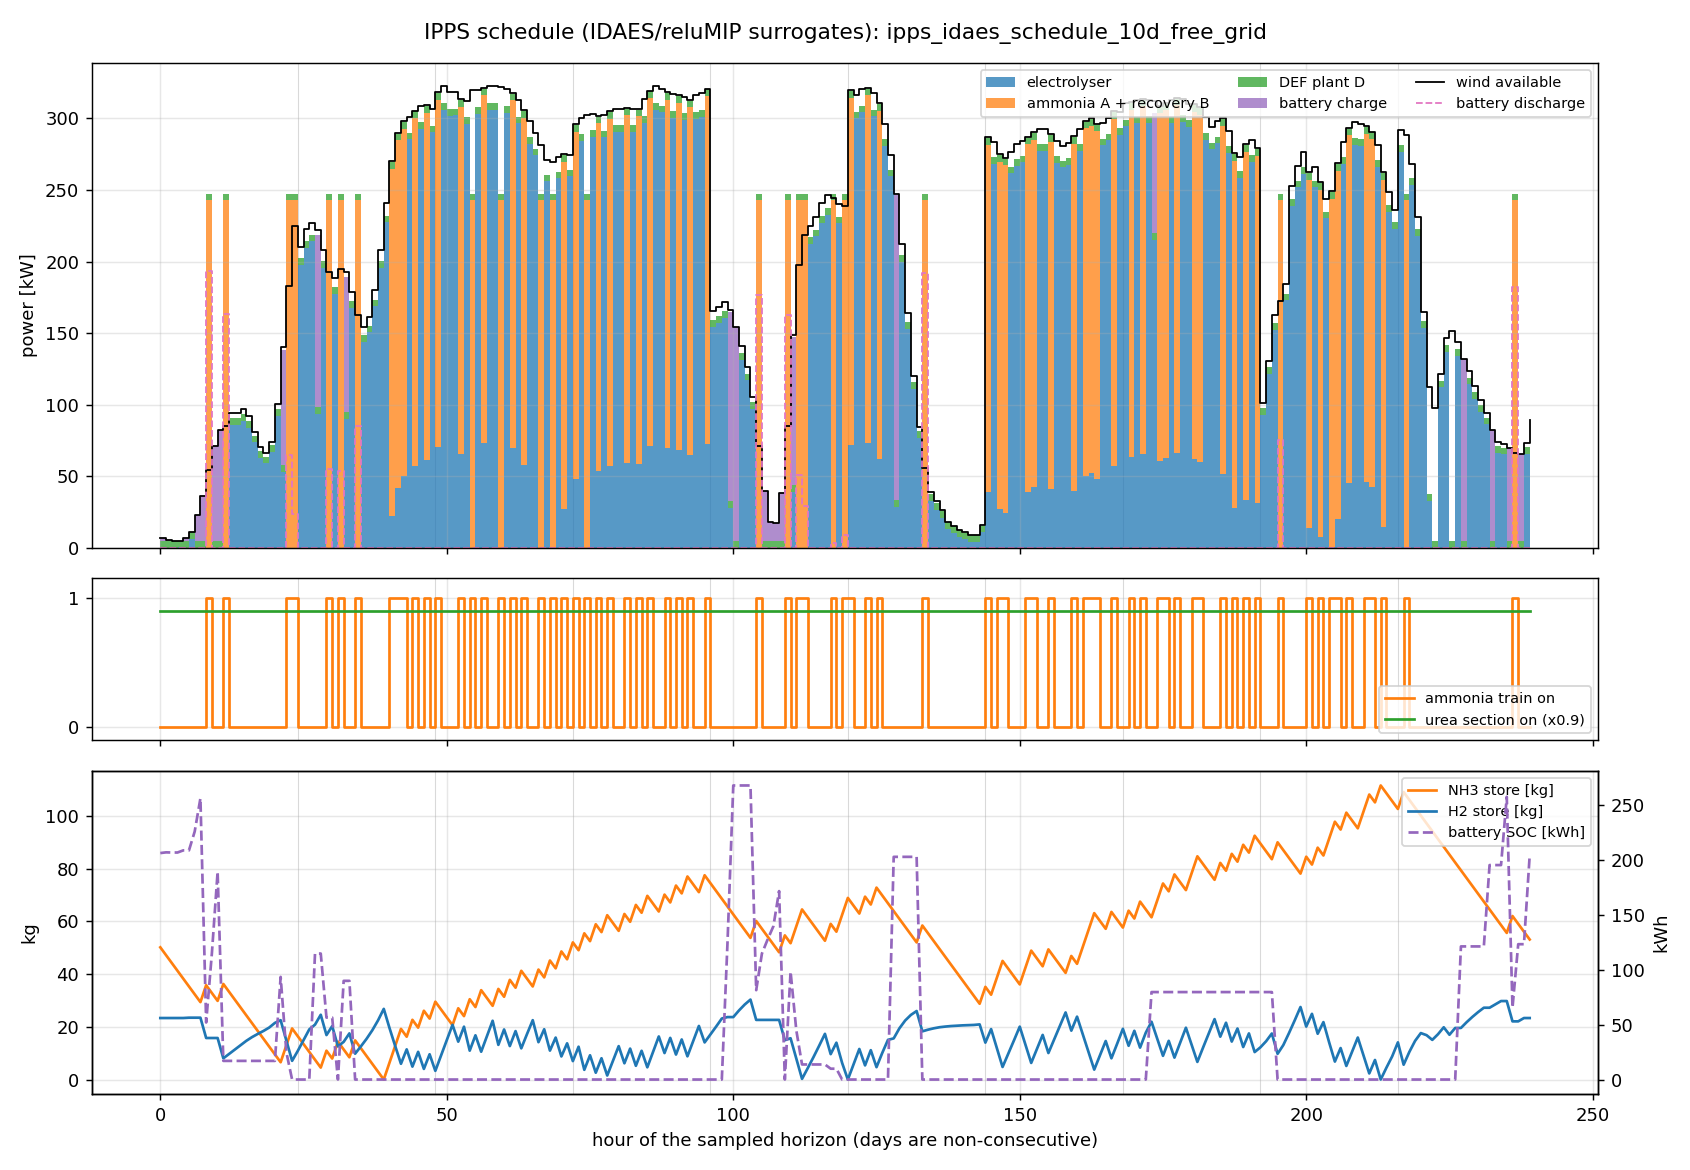 IPPS schedule (IDAES/reluMIP surrogates): ipps_idaes_schedule_10d_free_grid
electrolyser
ammonia A + recovery B
DEF plant D
battery charge
wind available
battery discharge
power [kW]
300
250
200
150
100
50
0
1
0
ammonia train on
urea section on (x0.9)
NH3 store [kg]
H2 store [kg]
battery SOC [kWh]
kg
100
80
60
40
20
0
kWh
250
200
150
100
50
0
0
50
100
150
200
250
hour of the sampled horizon (days are non-consecutive)